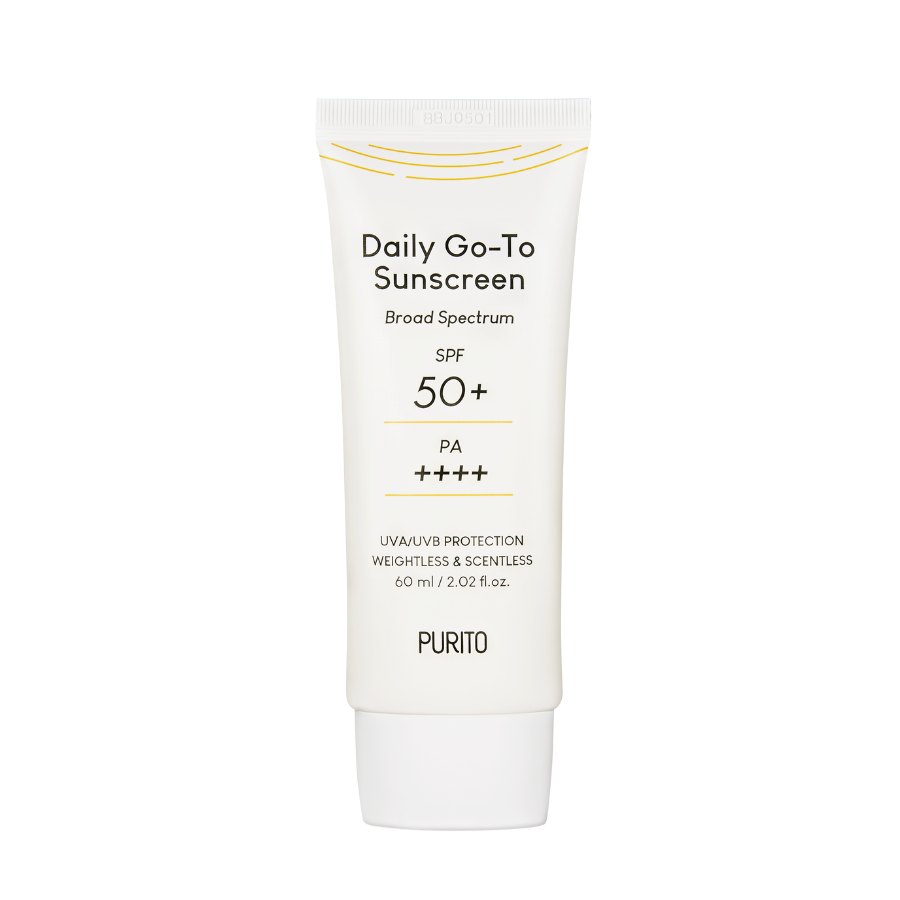 8BJ0501
Daily Go-To
Sunscreen
Broad Spectrum
SPF
50+
PA
++++
UVA/UVB PROTECTION
WEIGHTLESS & SCENTLESS
60 ml / 2.02 fl.oz.
PURITO